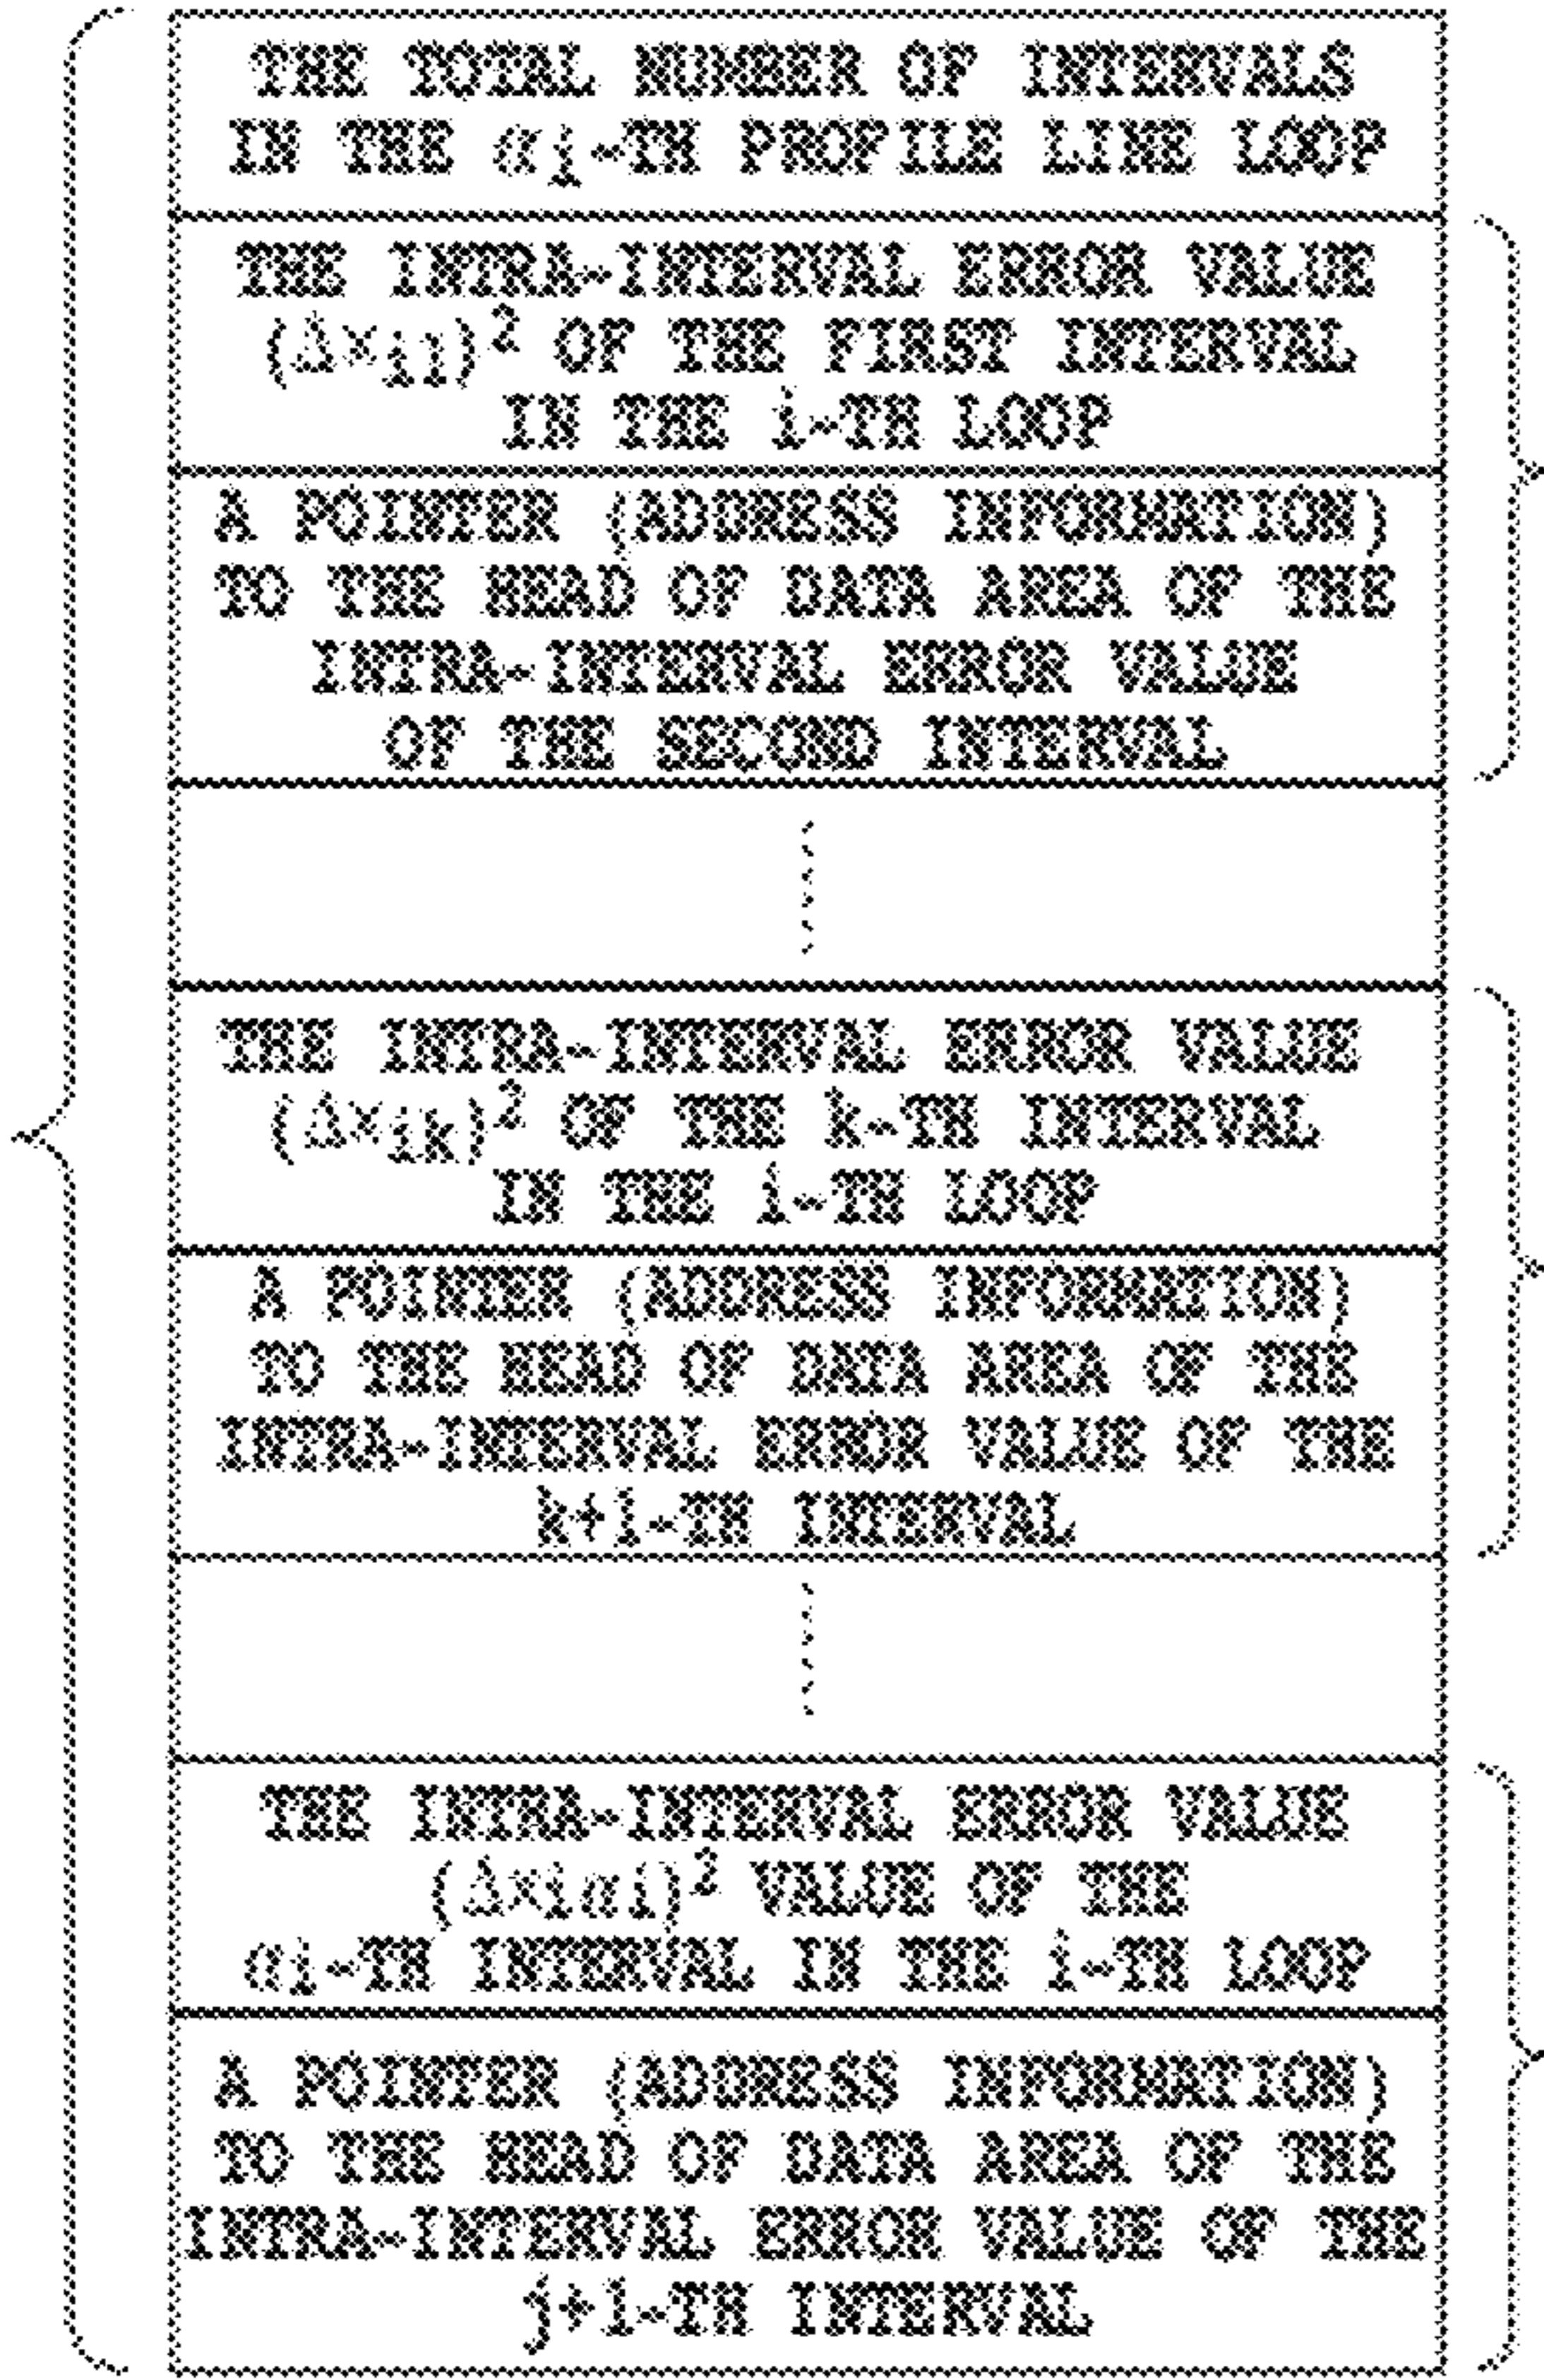 THE TOTAL NUMBER OF INTERVALS
IN THE αi-TH PROFILE LINE LOOP
THE INTRA-INTERVAL ERROR VALUE
(Δxi1)² OF THE FIRST INTERVAL
IN THE i-TH LOOP
A POINTER (ADDRESS INFORMATION)
TO THE HEAD OF DATA AREA OF THE
INTRA-INTERVAL ERROR VALUE
OF THE SECOND INTERVAL
THE INTRA-INTERVAL ERROR VALUE
(Δxik)² OF THE k-TH INTERVAL
IN THE i-TH LOOP
A POINTER (ADDRESS INFORMATION)
TO THE HEAD OF DATA AREA OF THE
INTRA-INTERVAL ERROR VALUE OF THE
k+1-TH INTERVAL
THE INTRA-INTERVAL ERROR VALUE
(Δxiαi)² VALUE OF THE
αi-TH INTERVAL IN THE i-TH LOOP
A POINTER (ADDRESS INFORMATION)
TO THE HEAD OF DATA AREA OF THE
INTRA-INTERVAL ERROR VALUE OF THE
j+1-TH INTERVAL